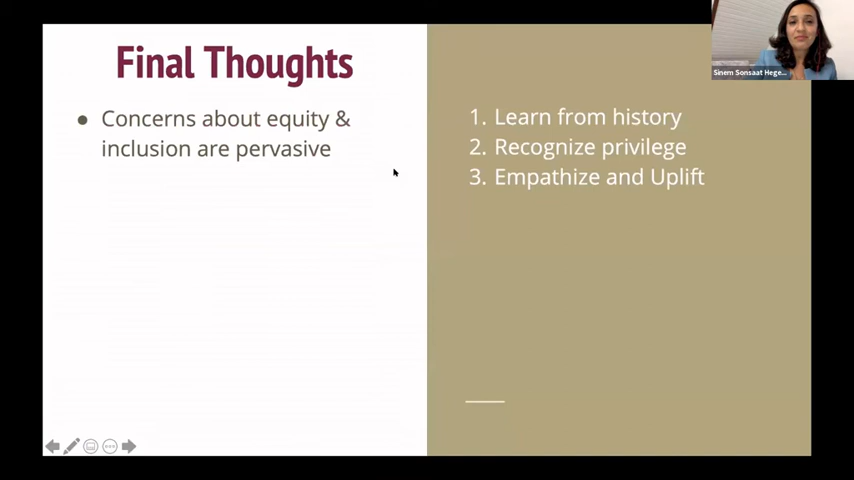 Final Thoughts
● Concerns about equity &
inclusion are pervasive
1. Learn from history
2. Recognize privilege
3. Empathize and Uplift
Sinem Sonsaat Hege...